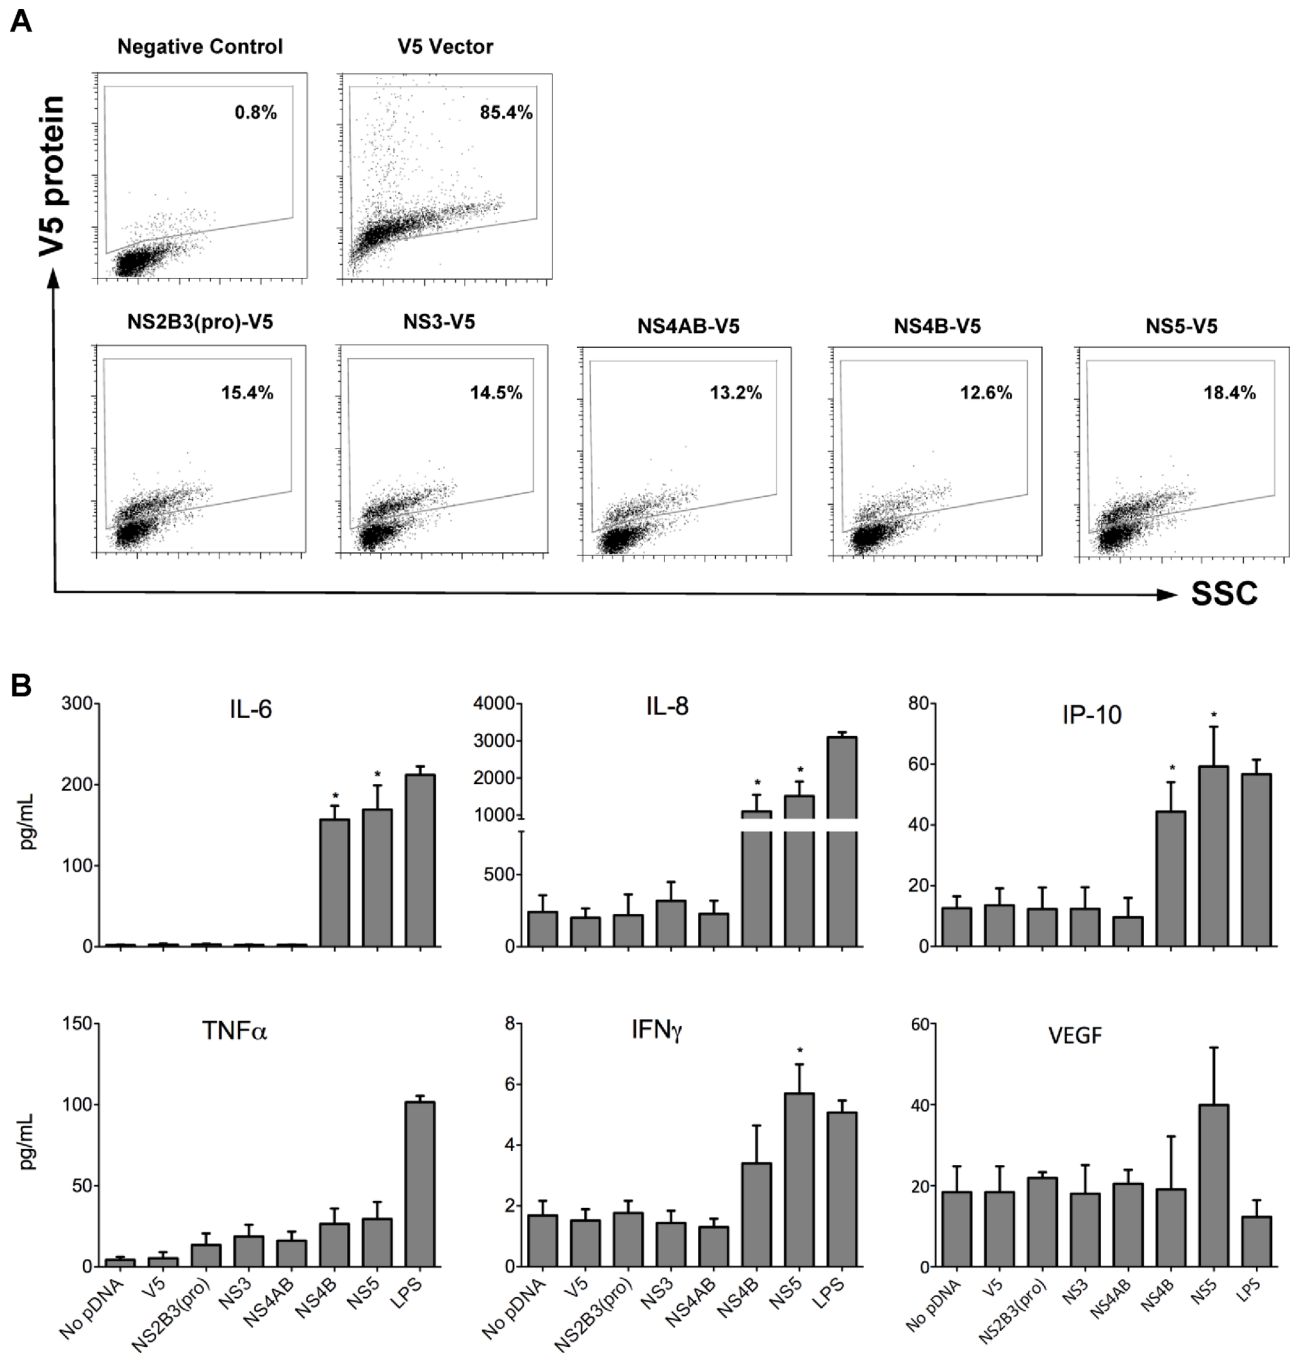 A
Negative Control
V5 Vector
0.8%
85.4%
V5 protein
NS2B3(pro)-V5
NS3-V5
NS4AB-V5
NS4B-V5
NS5-V5
15.4%
14.5%
13.2%
12.6%
18.4%
SSC
B
IL-6
pg/mL
300
200
100
0
*
*
IL-8
4000
3000
2000
1000
500
0
*
*
IP-10
80
60
40
20
0
*
*
TNFα
pg/mL
150
100
50
0
No pDNA
V5
NS2B3(pro)
NS3
NS4AB
NS4B
NS5
LPS
IFNγ
8
6
4
2
0
*
No pDNA
V5
NS2B3(pro)
NS3
NS4AB
NS4B
NS5
LPS
VEGF
60
40
20
0
No pDNA
V5
NS2B3(pro)
NS3
NS4AB
NS4B
NS5
LPS